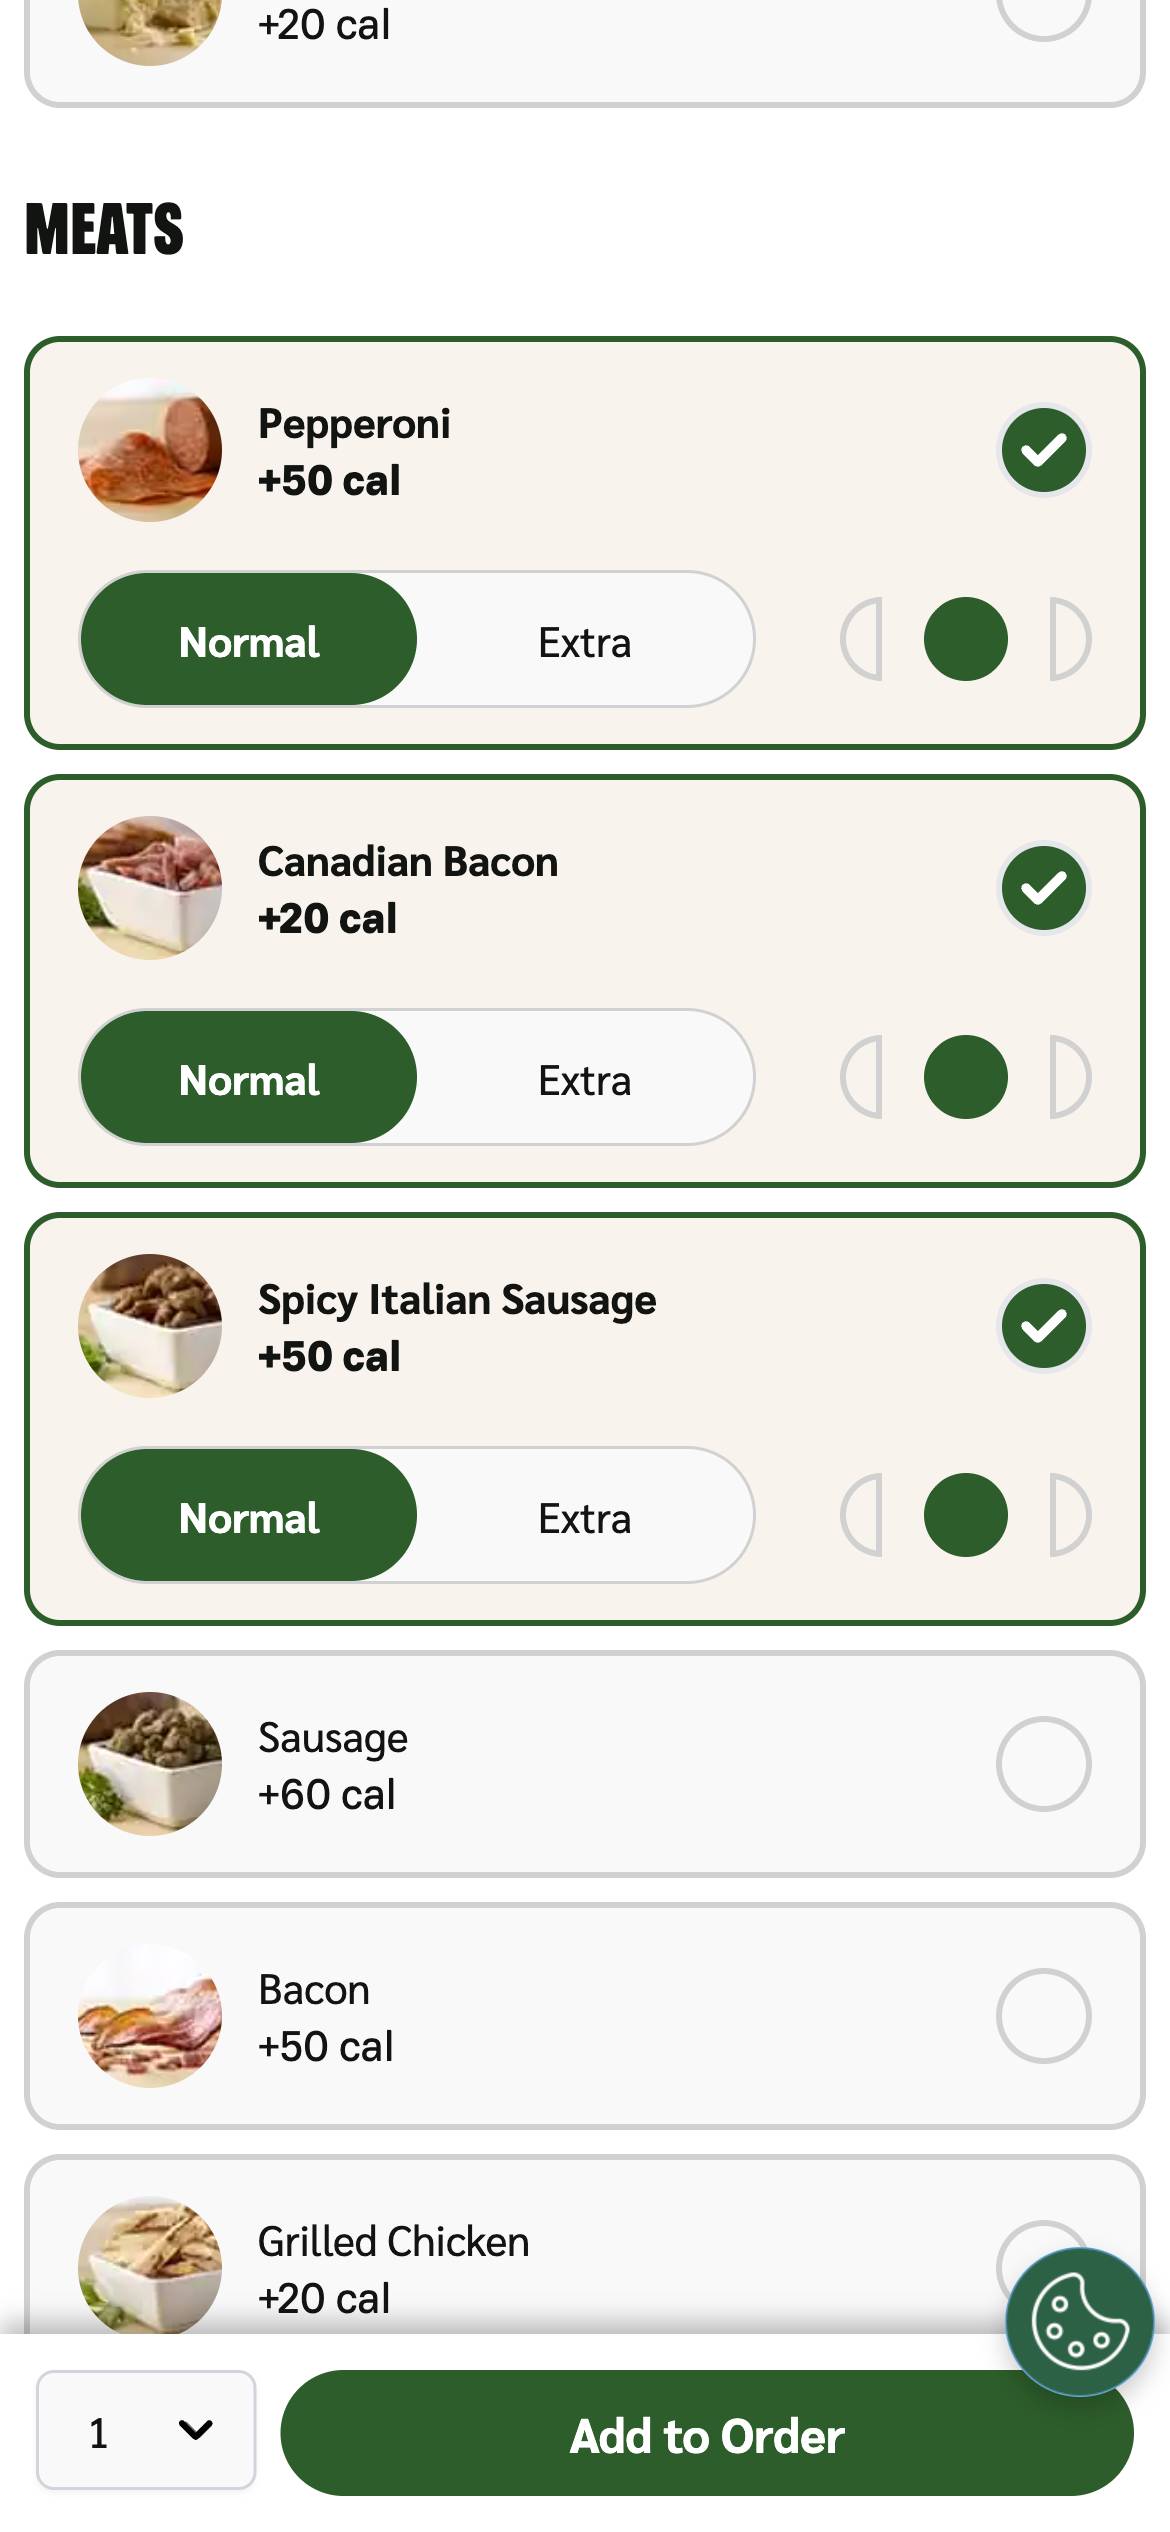 +20 cal
MEATS
Pepperoni
+50 cal
Normal
Extra
Canadian Bacon
+20 cal
Normal
Extra
Spicy Italian Sausage
+50 cal
Normal
Extra
Sausage
+60 cal
Bacon
+50 cal
Grilled Chicken
+20 cal
1
Add to Order